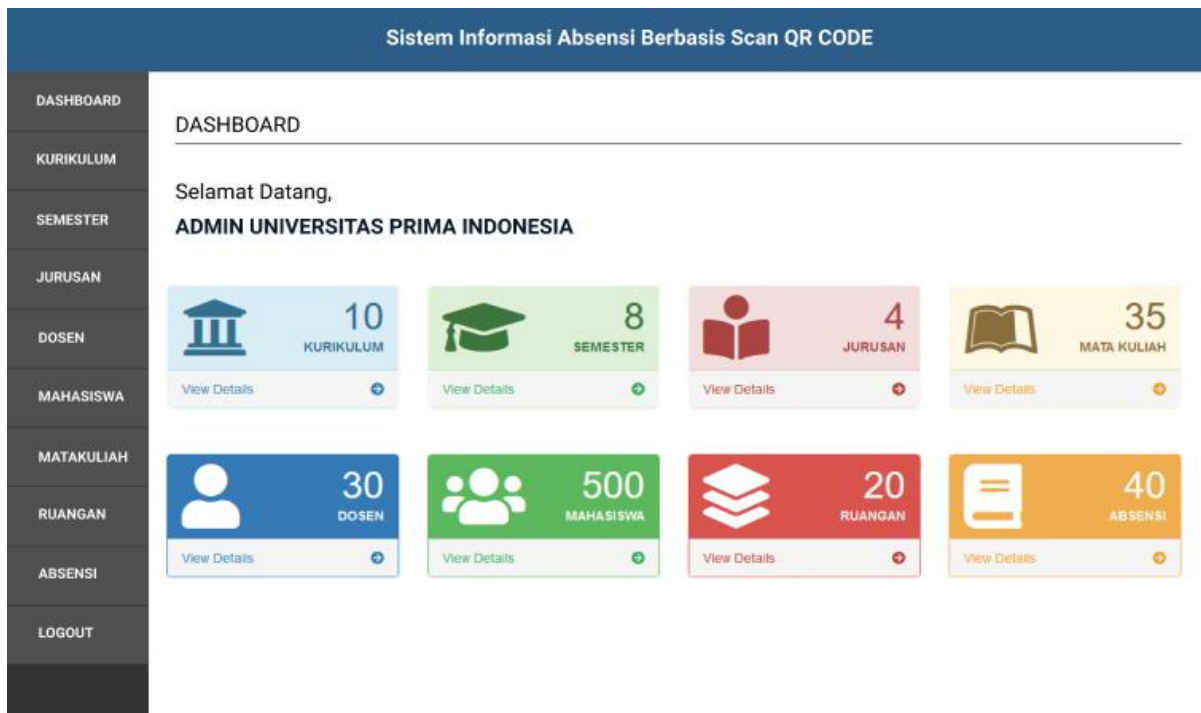 Sistem Informasi Absensi Berbasis Scan QR CODE
DASHBOARD
KURIKULUM
SEMESTER
JURUSAN
DOSEN
MAHASISWA
MATAKULIAH
RUANGAN
ABSENSI
LOGOUT
DASHBOARD
Selamat Datang,
ADMIN UNIVERSITAS PRIMA INDONESIA
10
KURIKULUM
View Details
8
SEMESTER
View Details
4
JURUSAN
View Details
35
MATA KULIAH
View Details
30
DOSEN
View Details
500
MAHASISWA
View Details
20
RUANGAN
View Details
40
ABSENSI
View Details